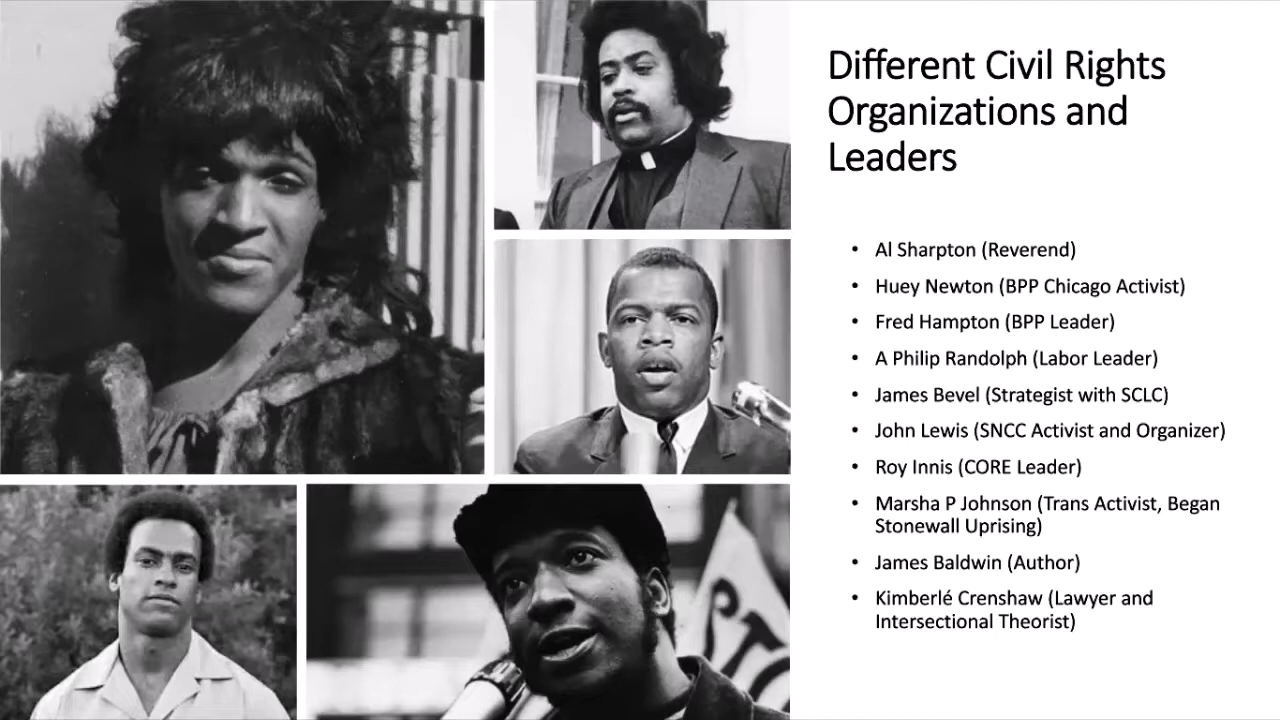 Different Civil Rights
Organizations and
Leaders
• Al Sharpton (Reverend)
• Huey Newton (BPP Chicago Activist)
• Fred Hampton (BPP Leader)
• A Philip Randolph (Labor Leader)
• James Bevel (Strategist with SCLC)
• John Lewis (SNCC Activist and Organizer)
• Roy Innis (CORE Leader)
• Marsha P Johnson (Trans Activist, Began
Stonewall Uprising)
• James Baldwin (Author)
• Kimberlé Crenshaw (Lawyer and
Intersectional Theorist)